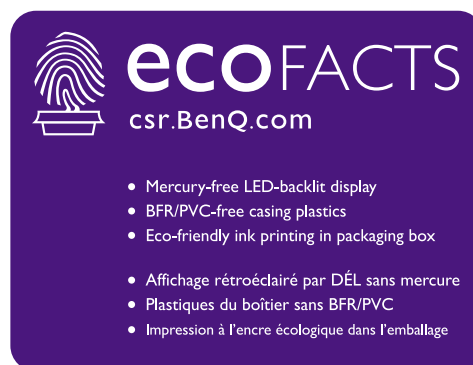 ecoFACTS
csr.BenQ.com
• Mercury-free LED-backlit display
• BFR/PVC-free casing plastics
• Eco-friendly ink printing in packaging box
• Affichage rétroéclairé par DÉL sans mercure
• Plastiques du boîtier sans BFR/PVC
• Impression à l'encre écologique dans l'emballage